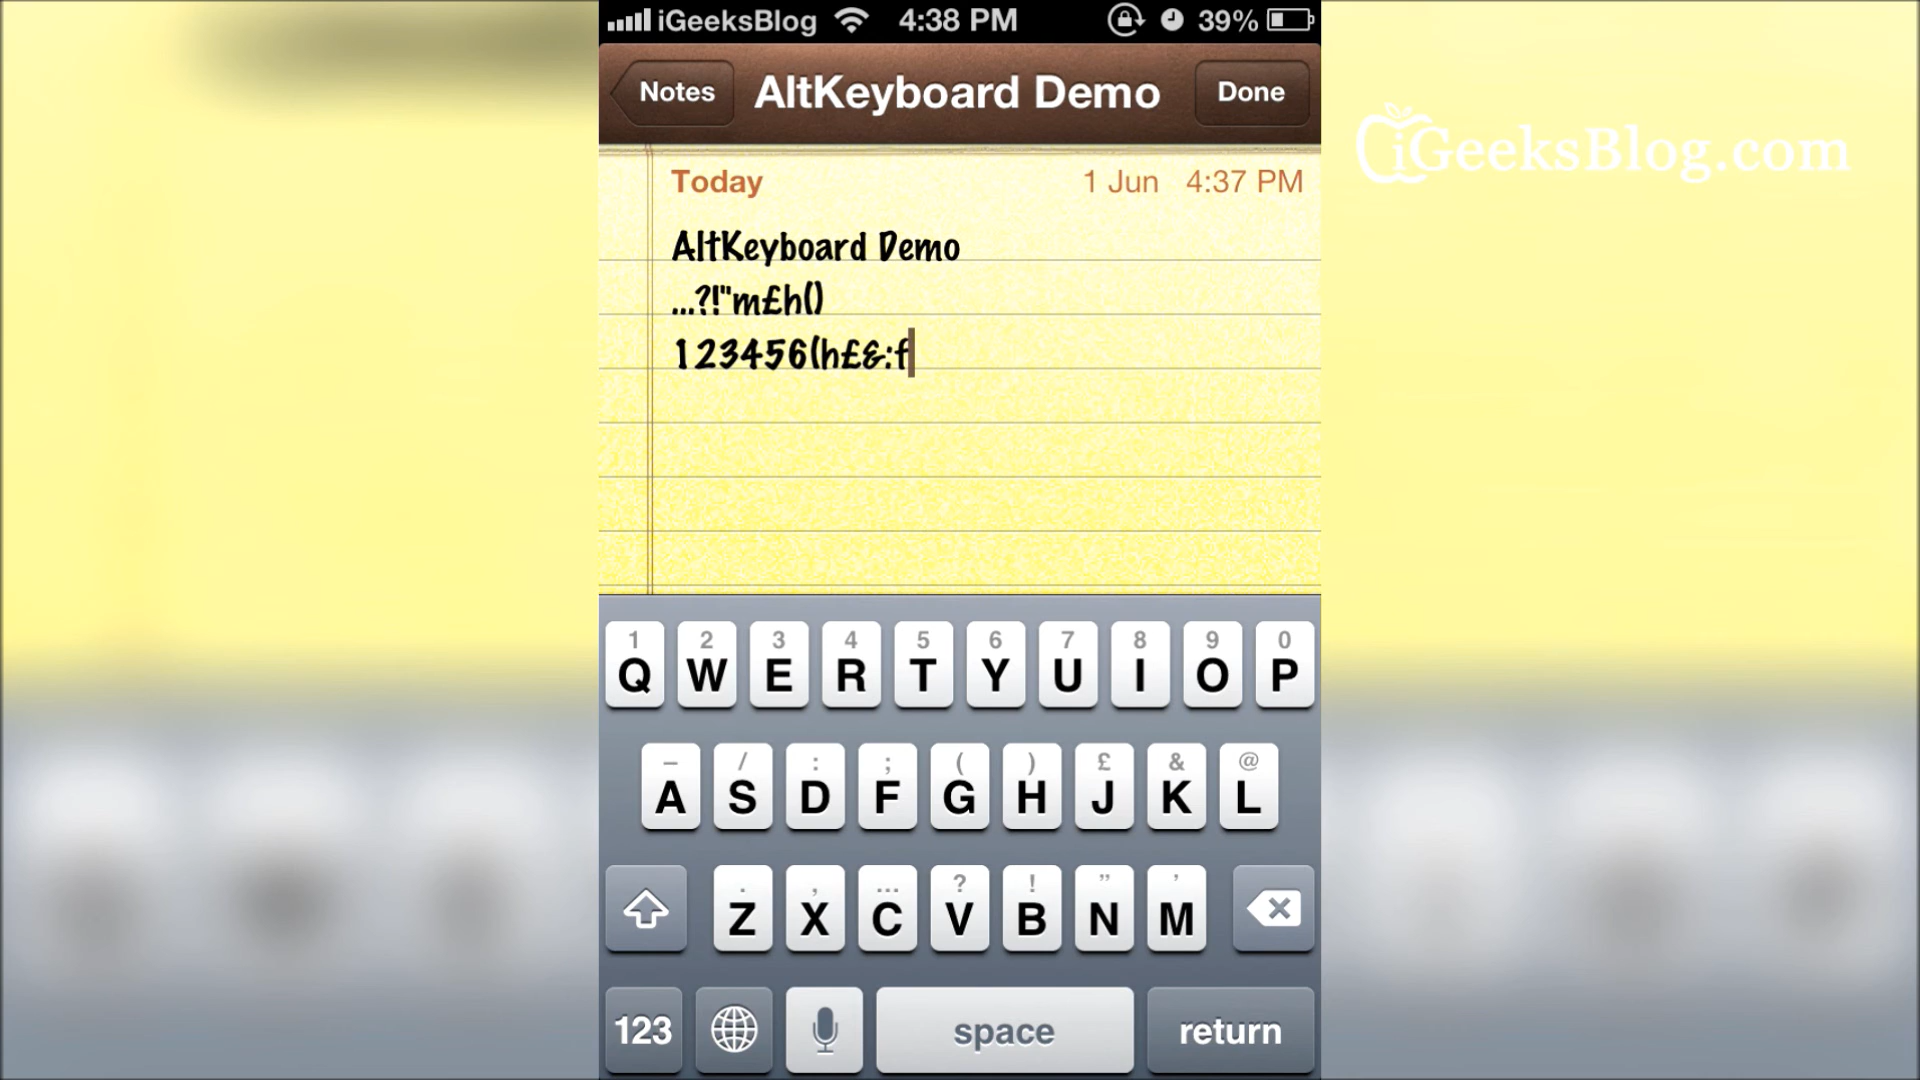 iGeeksBlog 4:38 PM 39%
Notes AltKeyboard Demo Done
iGeeksBlog.com
Today 1 Jun 4:37 PM
AltKeyboard Demo
...?!"m£h()
123456(h£&:f
1 2 3 4 5 6 7 8 9 0
Q W E R T Y U I O P
– / : ; ( ) £ & @
A S D F G H J K L
. , ... ? ! " '
Z X C V B N M
123 space return